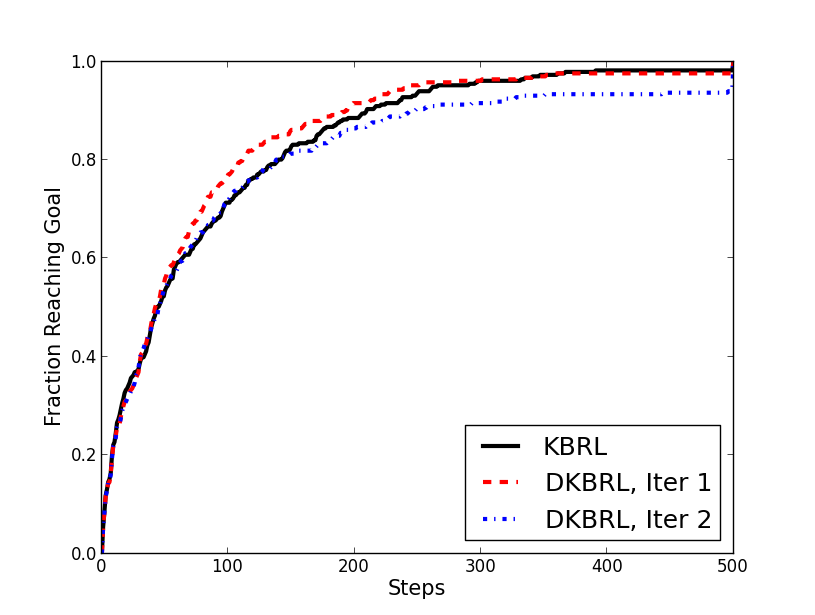 1.0
0.8
0.6
0.4
0.2
0.0
Fraction Reaching Goal
0 100 200 300 400 500
Steps
KBRL
DKBRL, Iter 1
DKBRL, Iter 2